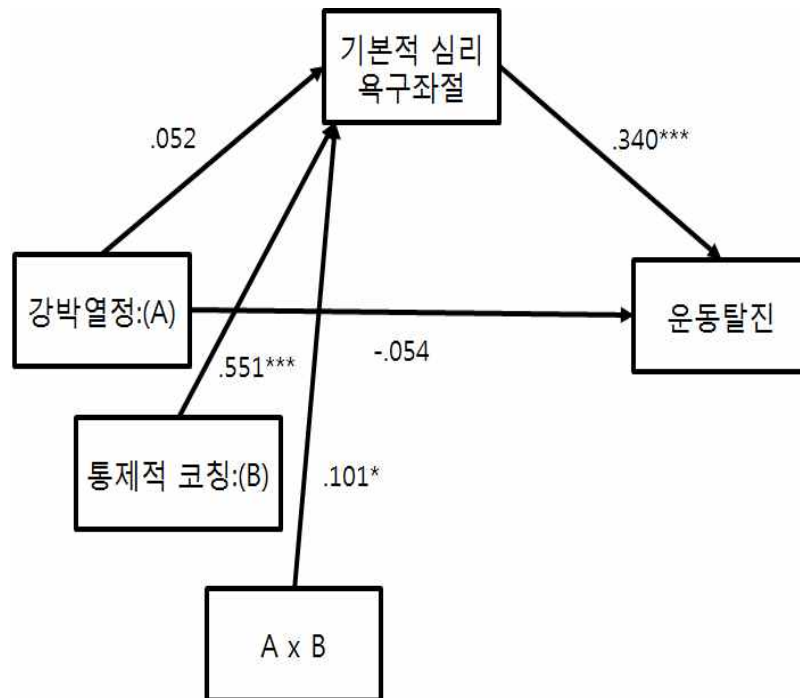 기본적 심리
욕구좌절
.052
.340***
강박열정:(A)
운동탈진
-.054
.551***
통제적 코칭:(B)
.101*
A x B